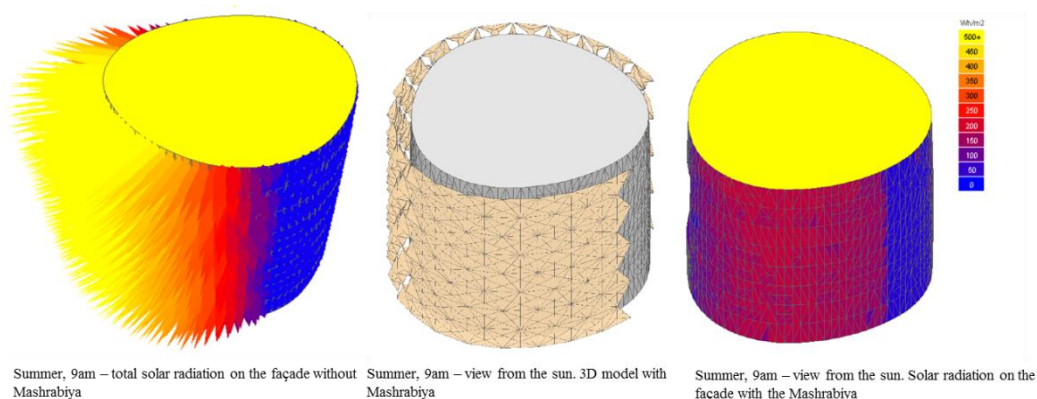 Wh/m2
500+
450
400
350
300
250
200
150
100
50
0
Summer, 9am – total solar radiation on the façade without
Mashrabiya
Summer, 9am – view from the sun. 3D model with
Mashrabiya
Summer, 9am – view from the sun. Solar radiation on the
façade with the Mashrabiya